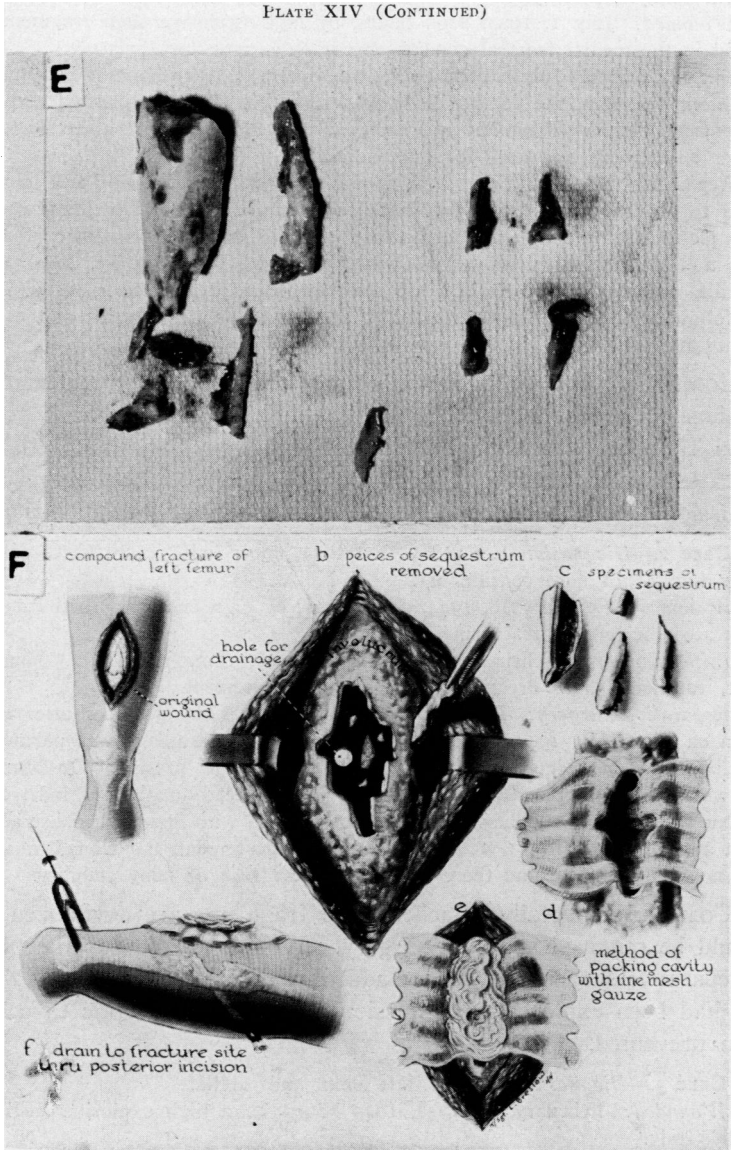 PLATE XIV (CONTINUED)
E
F
compound fracture of
left femur
original
wound
b peices of sequestrum
removed
hole for
drainage
c specimens of
sequestrum
d
e
method of
packing cavity
with fine mesh
gauze
f drain to fracture site
thru posterior incision